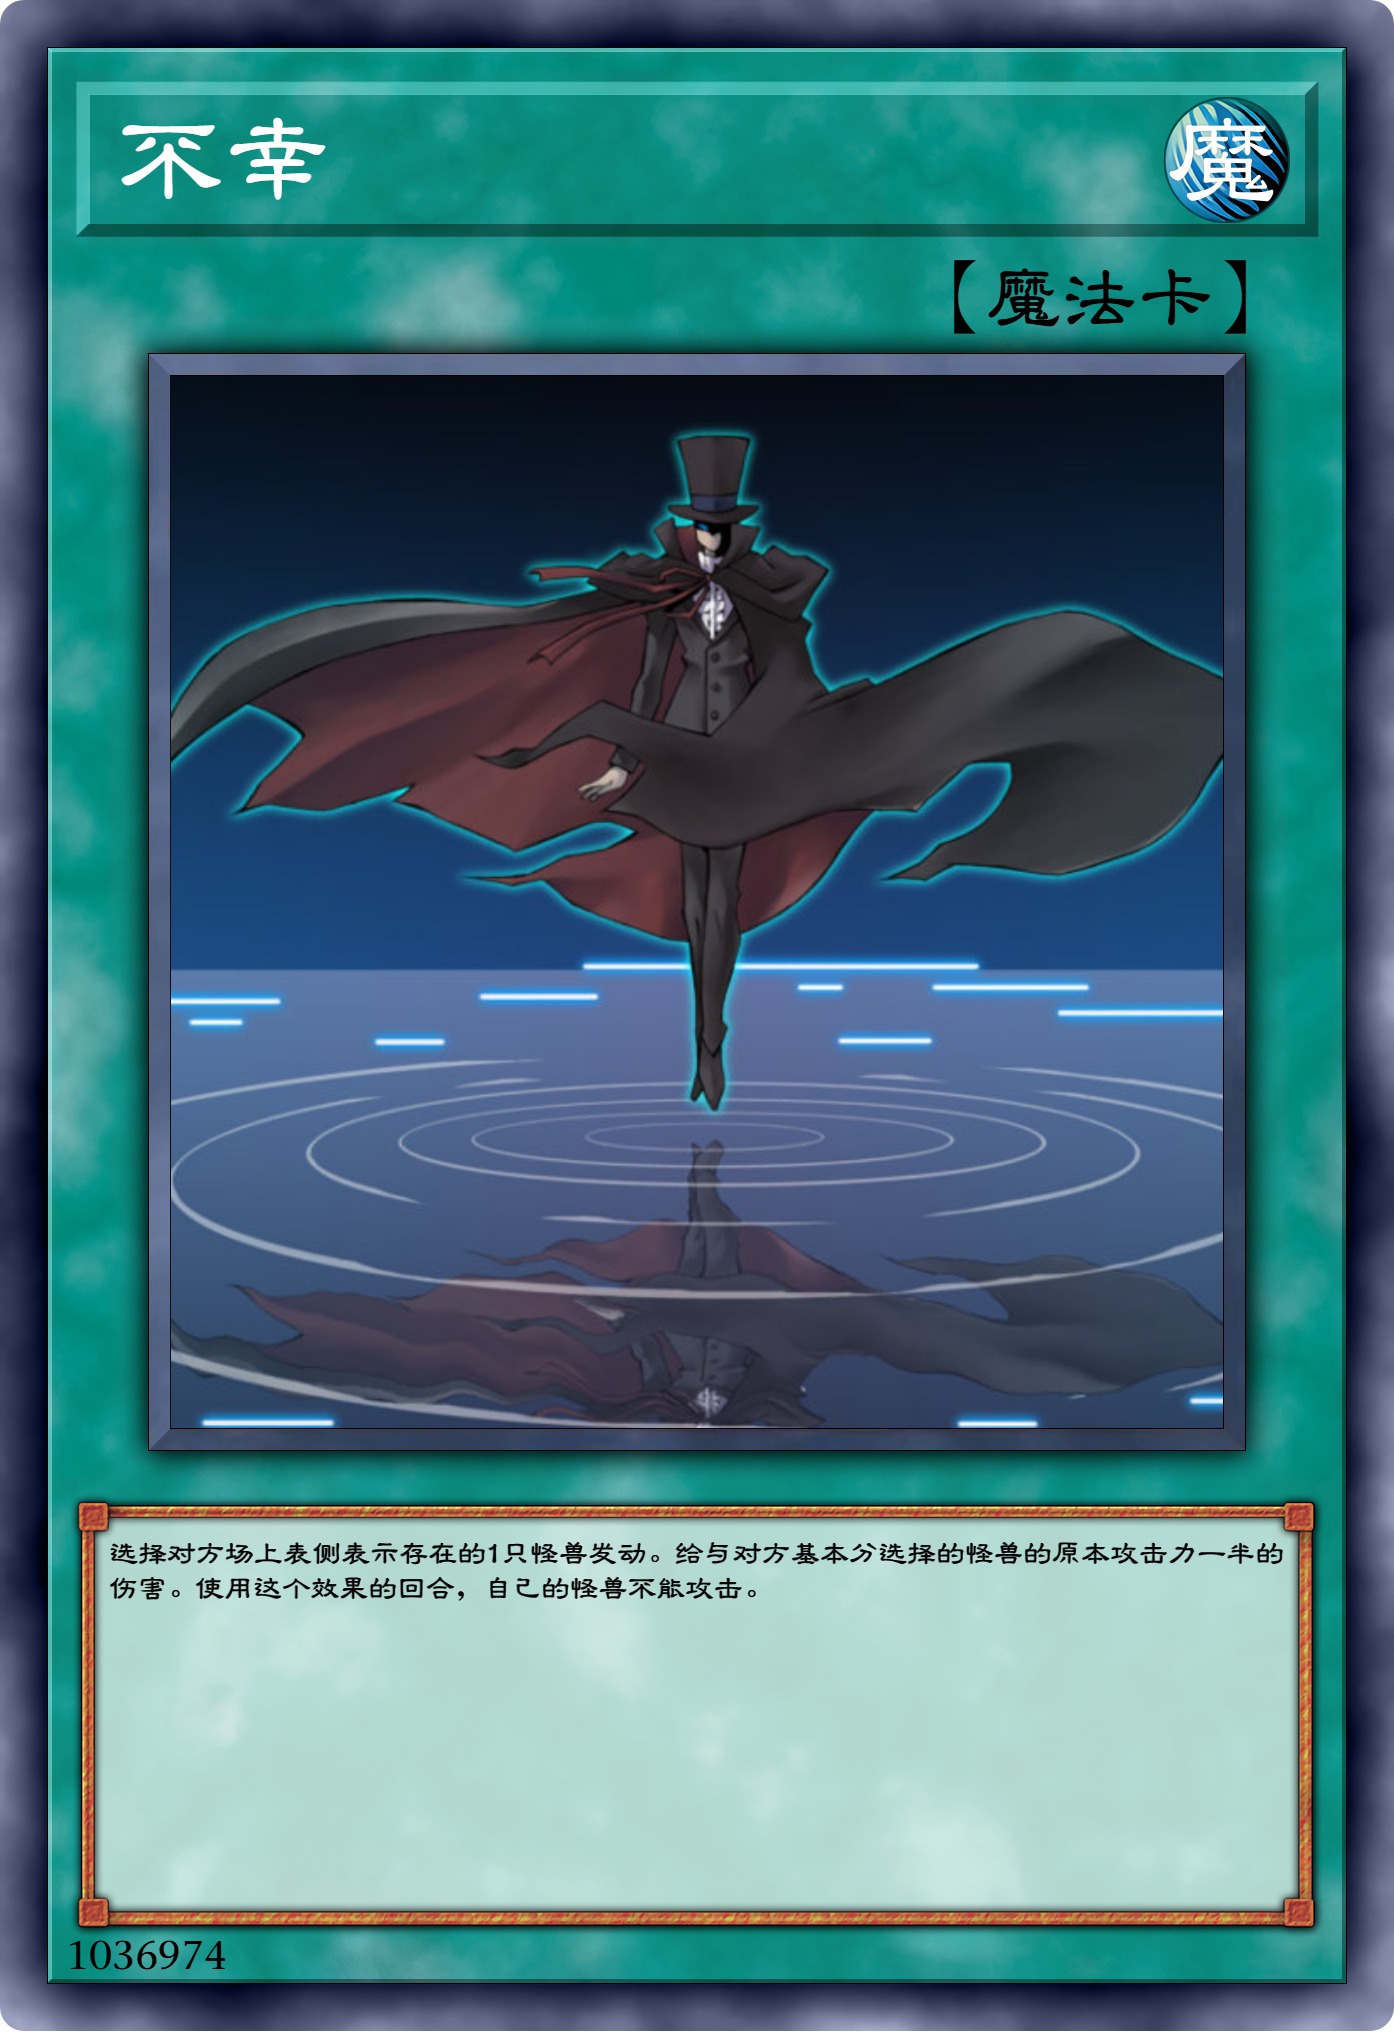 不幸
魔
【魔法卡】
选择对方场上表侧表示存在的1只怪兽发动。给与对方基本分选择的怪兽的原本攻击力一半的
伤害。使用这个效果的回合，自己的怪兽不能攻击。
1036974